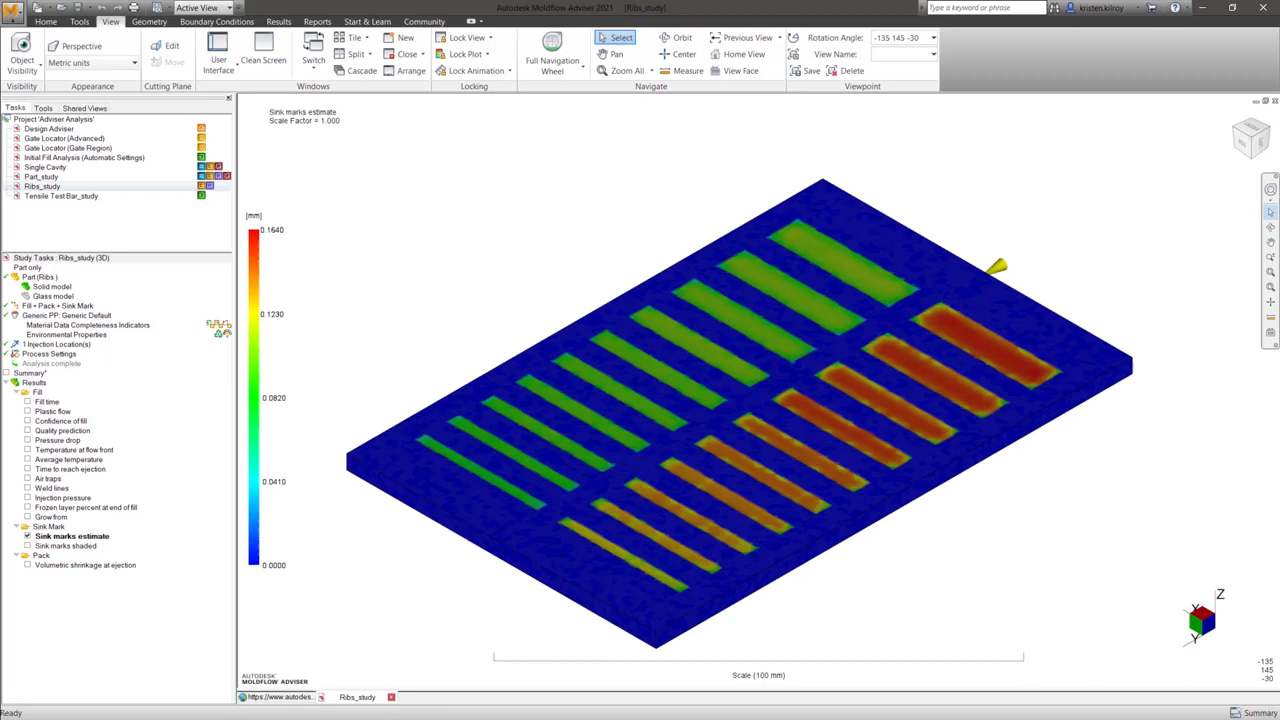 Active View
Autodesk Moldflow Adviser 2021
[Ribs_study]
Type a keyword or phrase
kristen.kilroy
Home
Tools
View
Geometry
Boundary Conditions
Results
Reports
Start & Learn
Community
Object Visibility
Perspective
Metric units
Edit
Move
User Interface
Clean Screen
Switch
Tile
Split
Cascade
New
Close
Arrange
Lock View
Lock Plot
Lock Animation
Full Navigation Wheel
Select
Pan
Zoom All
Orbit
Center
Measure
Previous View
Home View
View Face
Rotation Angle:
-135 145 -30
View Name:
Save
Delete
Visibility
Appearance
Cutting Plane
Windows
Locking
Navigate
Viewpoint
Tasks
Tools
Shared Views
Project 'Adviser Analysis'
Design Adviser
Gate Locator (Advanced)
Gate Locator (Gate Region)
Initial Fill Analysis (Automatic Settings)
Single Cavity
Part_study
Ribs_study
Tensile Test Bar_study
Study Tasks: Ribs_study (3D)
Part only
Part (Ribs )
Solid model
Glass model
Fill + Pack + Sink Mark
Generic PP: Generic Default
Material Data Completeness Indicators
Environmental Properties
1 Injection Location(s)
Process Settings
Analysis complete
Summary*
Results
Fill
Fill time
Plastic flow
Confidence of fill
Quality prediction
Pressure drop
Temperature at flow front
Average temperature
Time to reach ejection
Air traps
Weld lines
Injection pressure
Frozen layer percent at end of fill
Grow from
Sink Mark
Sink marks estimate
Sink marks shaded
Pack
Volumetric shrinkage at ejection
Sink marks estimate
Scale Factor = 1.000
[mm]
0.1640
0.1230
0.0820
0.0410
0.0000
Z
X
Y
-135
145
-30
Scale (100 mm)
AUTODESK
MOLDFLOW ADVISER
https://www.autodes...
Ribs_study
Ready
Summary